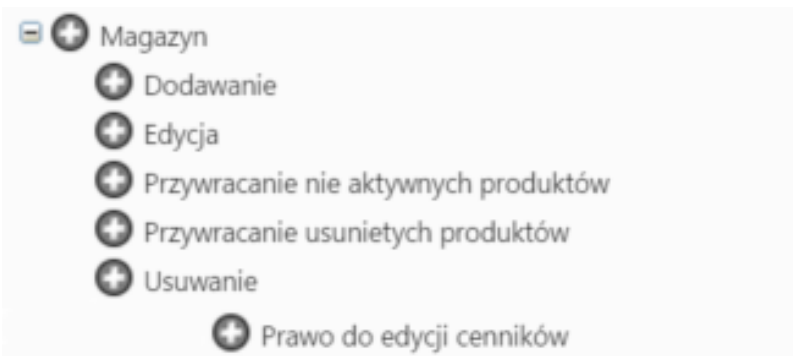 Magazyn
Dodawanie
Edycja
Przywracanie nie aktywnych produktów
Przywracanie usunietych produktów
Usuwanie
Prawo do edycji cenników